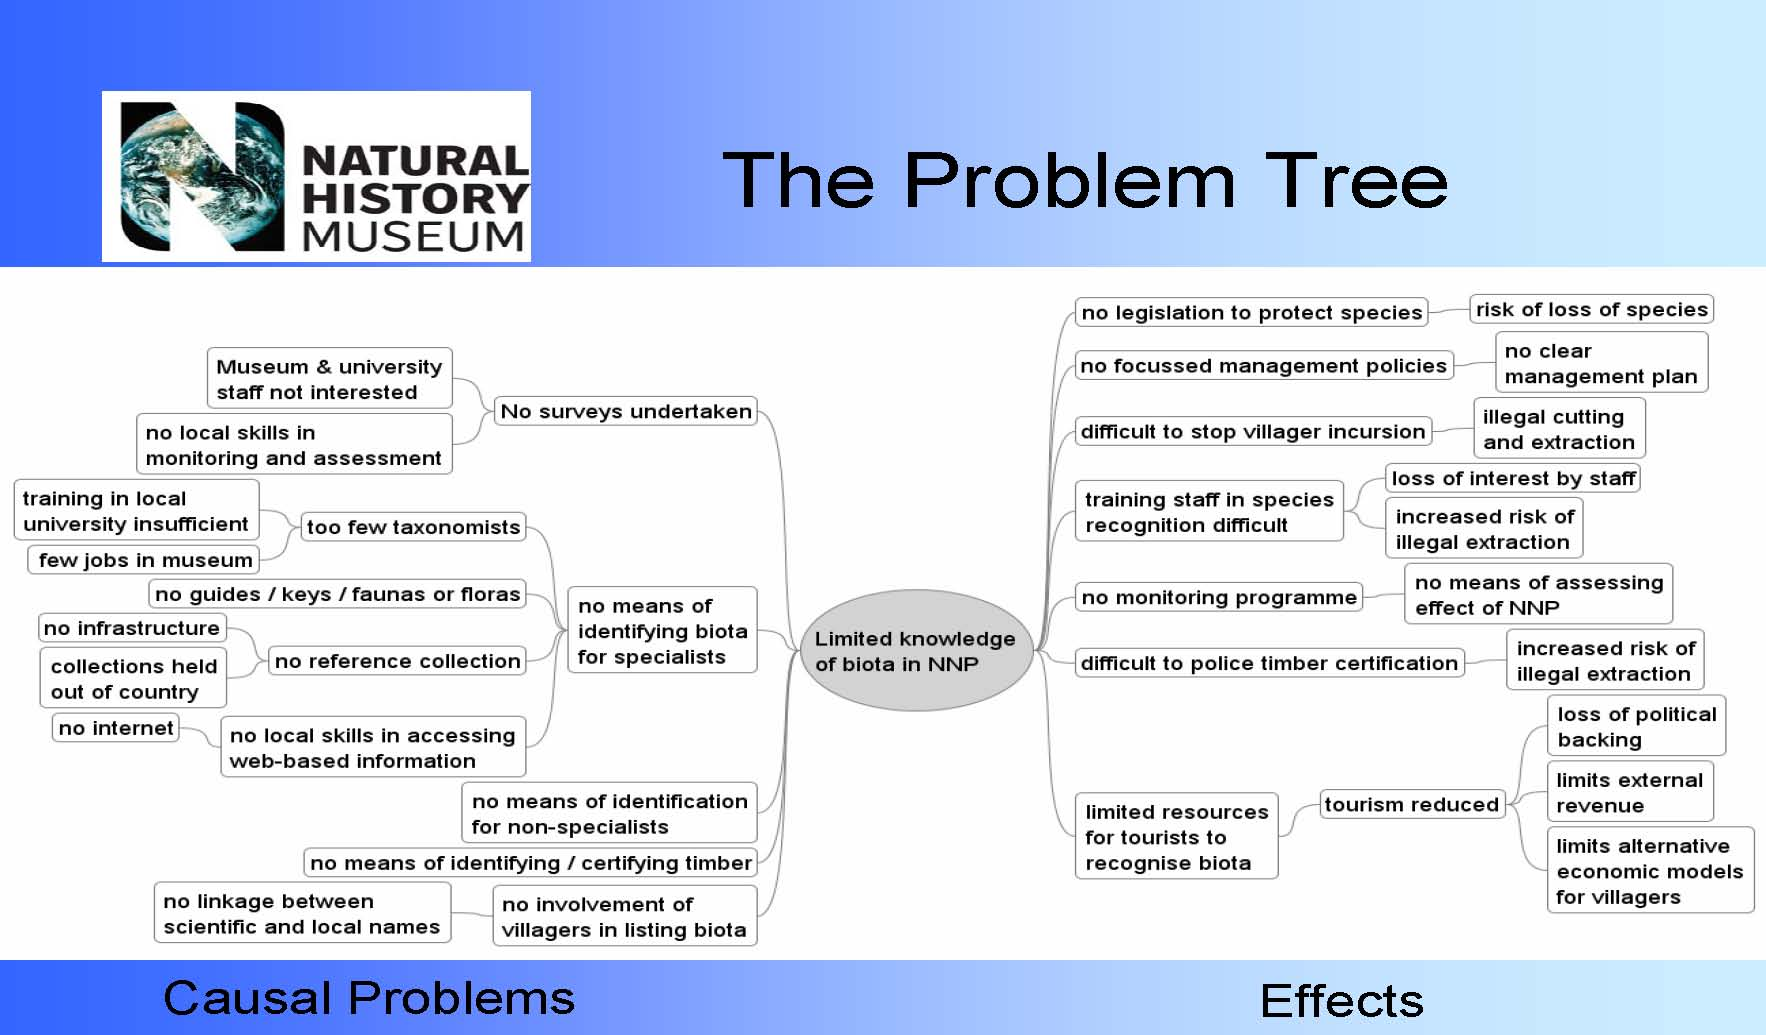 NATURAL
HISTORY
MUSEUM
The Problem Tree
Museum & university
staff not interested
no local skills in
monitoring and assessment
No surveys undertaken
training in local
university insufficient
few jobs in museum
too few taxonomists
no guides / keys / faunas or floras
no infrastructure
collections held
out of country
no reference collection
no internet
no local skills in accessing
web-based information
no means of
identifying biota
for specialists
no means of identification
for non-specialists
no means of identifying / certifying timber
no linkage between
scientific and local names
no involvement of
villagers in listing biota
Limited knowledge
of biota in NNP
no legislation to protect species
risk of loss of species
no focussed management policies
no clear
management plan
difficult to stop villager incursion
illegal cutting
and extraction
training staff in species
recognition difficult
loss of interest by staff
increased risk of
illegal extraction
no monitoring programme
no means of assessing
effect of NNP
difficult to police timber certification
increased risk of
illegal extraction
limited resources
for tourists to
recognise biota
tourism reduced
loss of political
backing
limits external
revenue
limits alternative
economic models
for villagers
Causal Problems
Effects